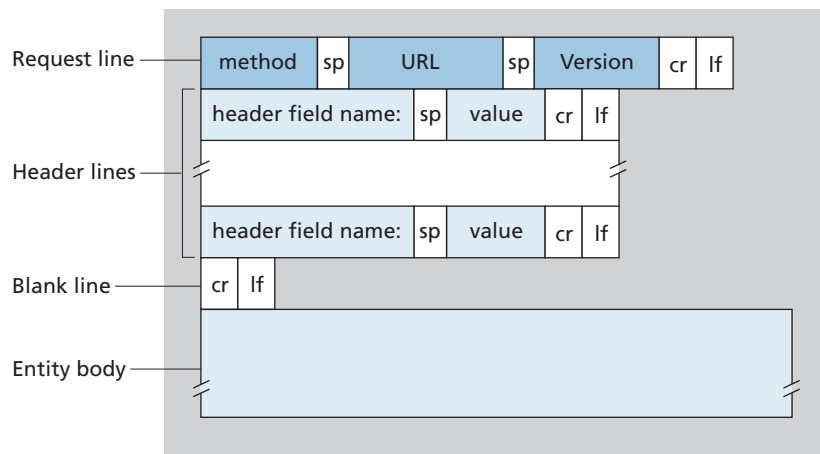 Request line method sp URL sp Version cr lf
header field name: sp value cr lf
Header lines
header field name: sp value cr lf
Blank line cr lf
Entity body